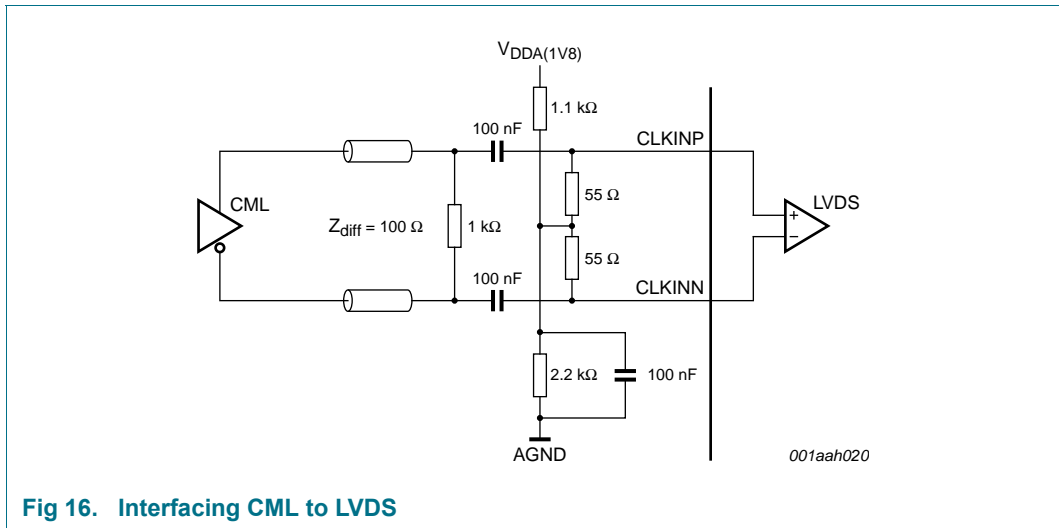 VDDA(1V8)
1.1 kΩ
100 nF
CLKINP
55 Ω
CML
LVDS
+
−
Zdiff = 100 Ω
1 kΩ
55 Ω
100 nF
CLKINN
2.2 kΩ
100 nF
AGND
001aah020
Fig 16. Interfacing CML to LVDS